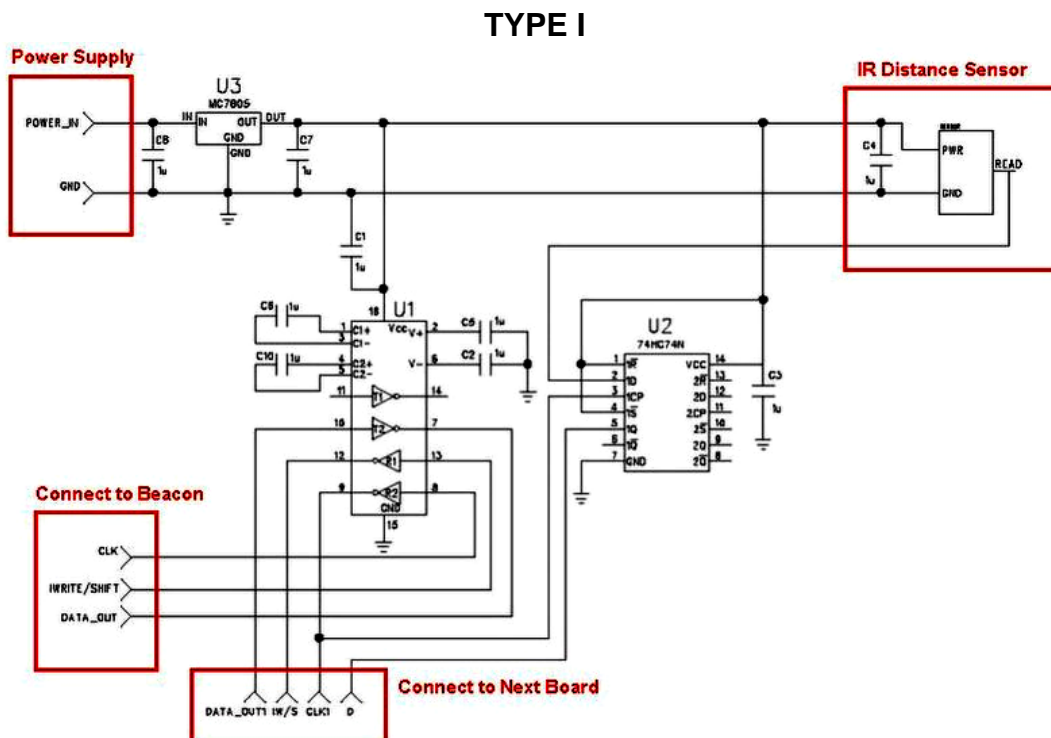 TYPE I
Power Supply
IR Distance Sensor
U3
MC7805
POWER_IN
IN
IN
OUT
OUT
GND
GND
C8
1u
C7
1u
GND
C4
1u
PWR
GND
READ
C1
1u
U1
16
Vcc
C6
1u
1
C1+
3
C1-
V+
2
C5
1u
C10
1u
4
C2+
5
C2-
V-
6
C2
1u
11
T1
14
10
T2
7
12
R1
13
9
R2
8
GND
15
U2
74HC74N
1
1R
VCC
14
2
1D
2R
13
3
1CP
2D
12
4
1S
2CP
11
5
1Q
2S
10
6
1Q
2Q
9
7
GND
2Q
8
C3
1u
Connect to Beacon
CLK
IWRITE/SHIFT
DATA_OUT
Connect to Next Board
DATA_OUT1
IW/S
CLK1
D